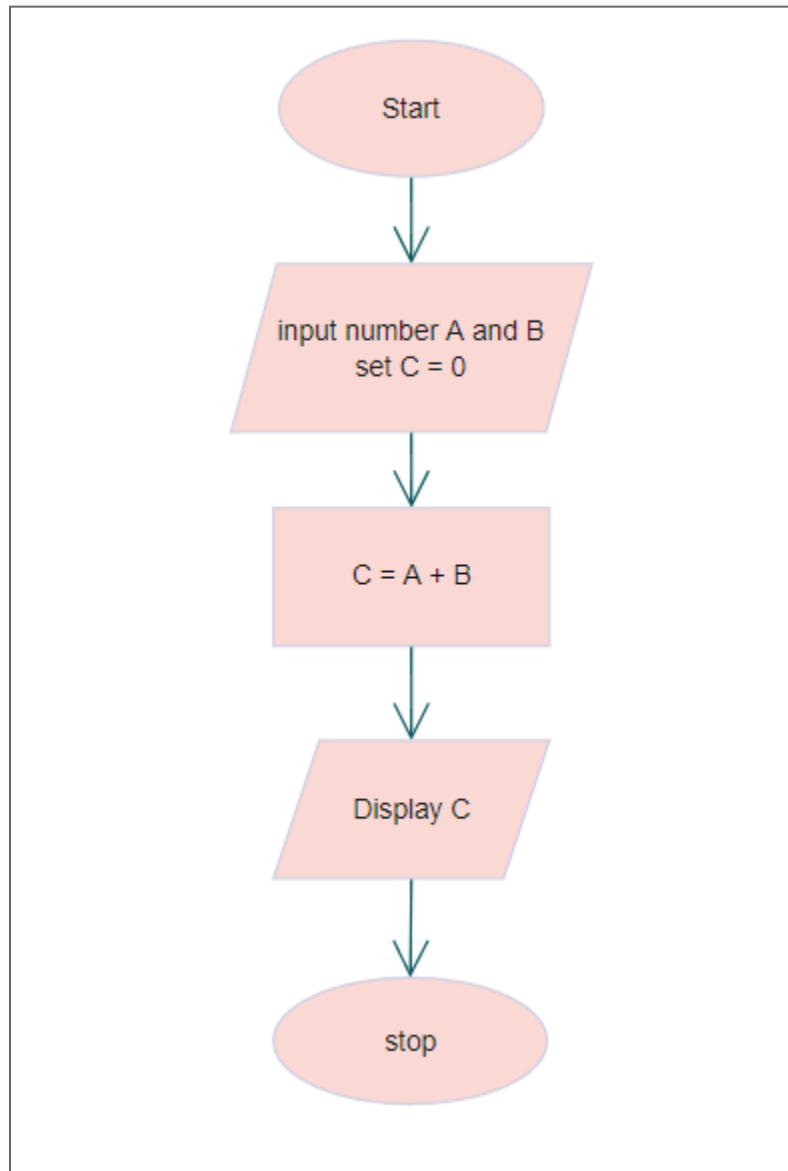 Start
input number A and B
set C = 0
C = A + B
Display C
stop